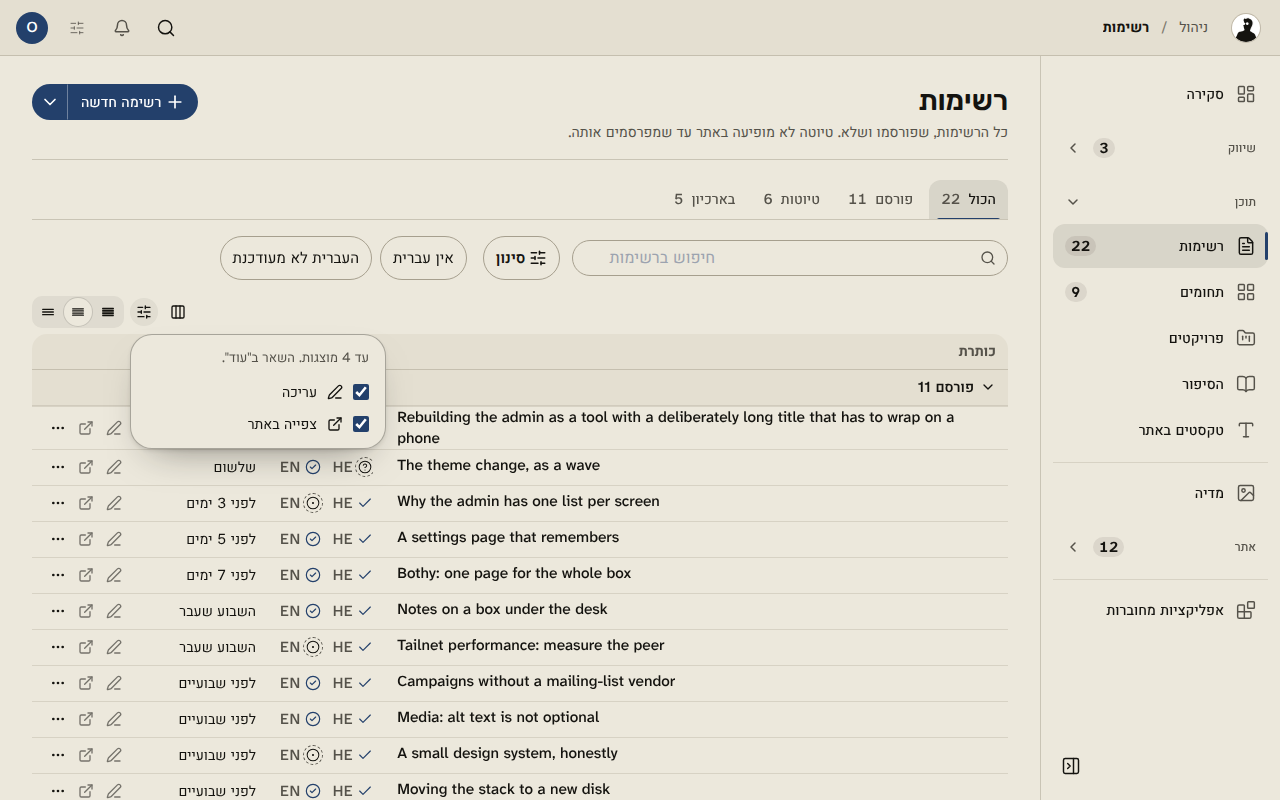 ניהול / רשימות
O
סקירה
שיווק 3
תוכן
רשימות 22
תחומים 9
פרויקטים
הסיפור
טקסטים באתר
מדיה
אתר 12
אפליקציות מחוברות
רשימות
כל הרשימות, שפורסמו ושלא. טיוטה לא מופיעה באתר עד שמפרסמים אותה.
רשימה חדשה
הכול 22 פורסם 11 טיוטות 6 בארכיון 5
חיפוש ברשימות סינון אין עברית העברית לא מעודכנת
כותרת
פורסם 11
עד 4 מוצגות. השאר ב"עוד".
עריכה
צפייה באתר
Rebuilding the admin as a tool with a deliberately long title that has to wrap on a
phone
The theme change, as a wave HE EN שלשום
Why the admin has one list per screen HE EN לפני 3 ימים
A settings page that remembers HE EN לפני 5 ימים
Bothy: one page for the whole box HE EN לפני 7 ימים
Notes on a box under the desk HE EN השבוע שעבר
Tailnet performance: measure the peer HE EN השבוע שעבר
Campaigns without a mailing-list vendor HE EN לפני שבועיים
Media: alt text is not optional HE EN לפני שבועיים
A small design system, honestly HE EN לפני שבועיים
Moving the stack to a new disk HE EN לפני שבועיים